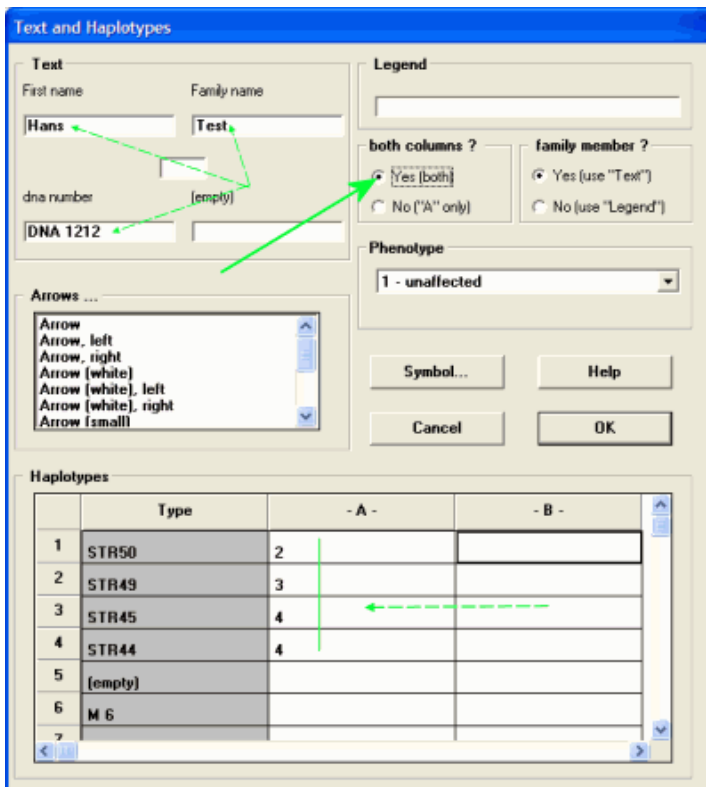 Text and Haplotypes
Text
First name
Family name
Hans
Test
dna number
(empty)
DNA 1212
Legend
both columns ?
Yes (both)
No ("A" only)
family member ?
Yes (use "Text")
No (use "Legend")
Phenotype
1 - unaffected
Arrows ...
Arrow
Arrow, left
Arrow, right
Arrow (white)
Arrow (white), left
Arrow (white), right
Arrow (small)
Symbol...
Help
Cancel
OK
Haplotypes
Type - A - - B -
1 STR50 2
2 STR49 3
3 STR45 4
4 STR44 4
5 (empty)
6 M 6
7